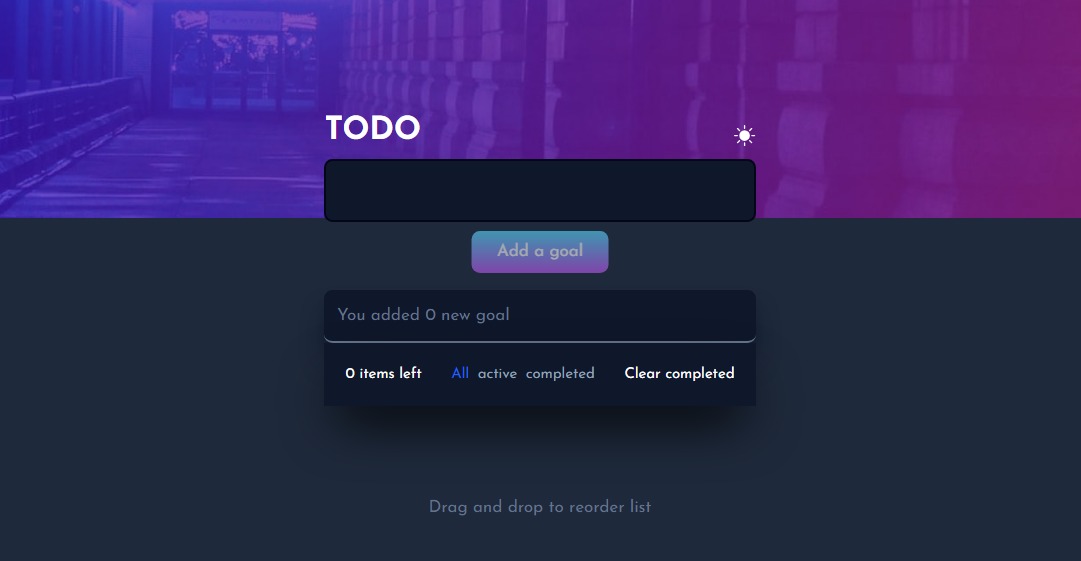 TODO
Add a goal
You added 0 new goal
0 items left All active completed Clear completed
Drag and drop to reorder list